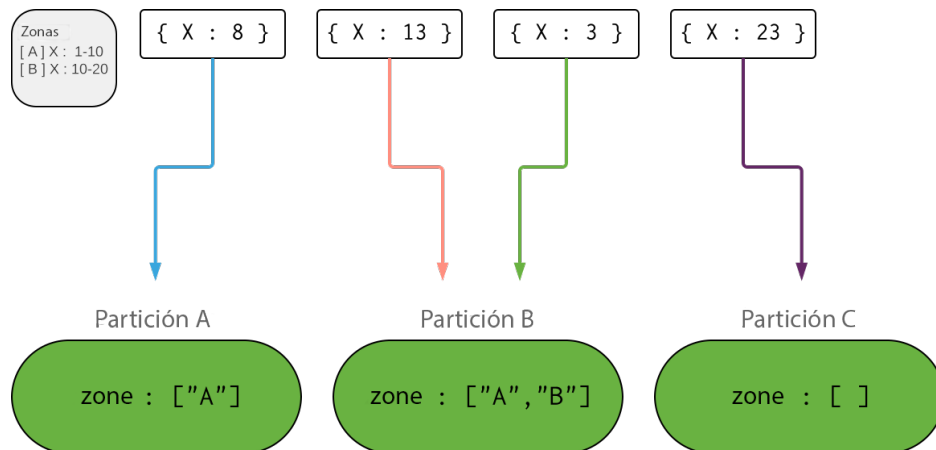 Zonas
[ A ] X : 1-10
[ B ] X : 10-20
{ X : 8 }
{ X : 13 }
{ X : 3 }
{ X : 23 }
Partición A
Partición B
Partición C
zone : ["A"]
zone : ["A","B"]
zone : [ ]